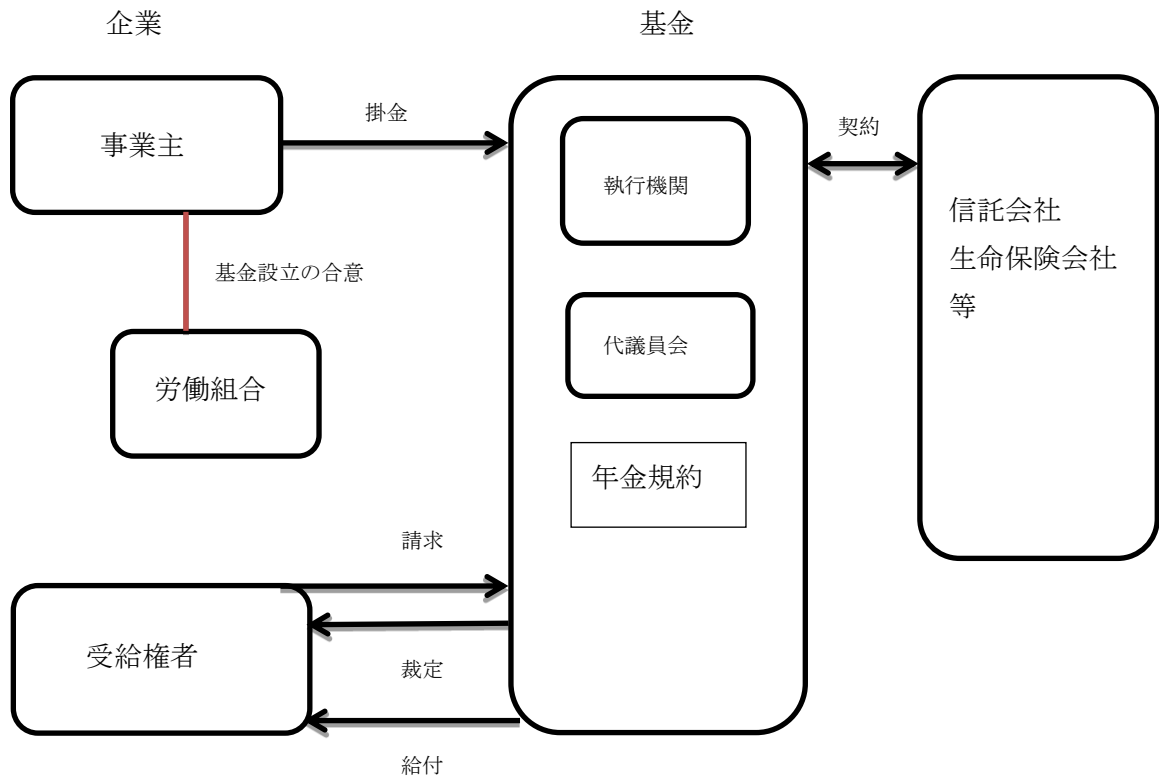 企業
基金
事業主
掛金
執行機関
契約
信託会社
生命保険会社
等
基金設立の合意
代議員会
労働組合
年金規約
請求
受給権者
裁定
給付